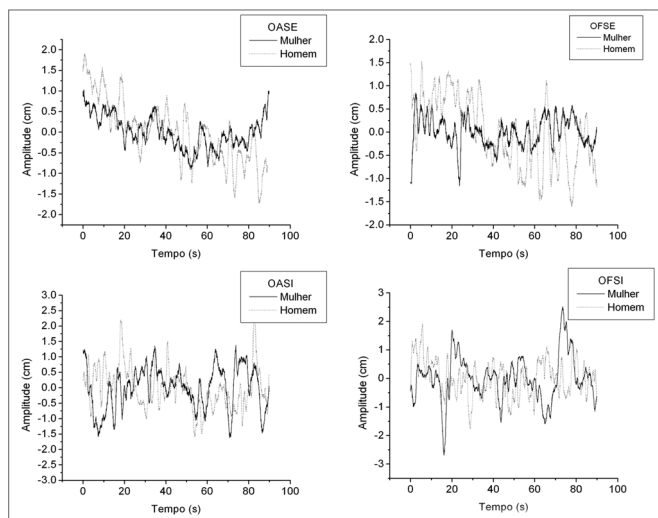 OASE
Mulher
Homem
2.0
1.5
1.0
0.5
0.0
-0.5
-1.0
-1.5
2.0
Amplitude (cm)
0 20 40 60 80 100
Tempo (s)
OFSE
Mulher
Homem
2.0
1.5
1.0
0.5
0.0
-0.5
-1.0
-1.5
-2.0
Amplitude (cm)
0 20 40 60 80 100
Tempo (s)
OASI
Mulher
Homem
2.5
2.0
1.5
1.0
0.5
0.0
-0.5
-1.0
-1.5
-2.0
-2.5
-3.0
Amplitude (cm)
0 20 40 60 80 100
Tempo (s)
OFSI
Mulher
Homem
3
2
1
0
-1
-2
-3
Amplitude (cm)
0 20 40 60 80 100
Tempo (s)